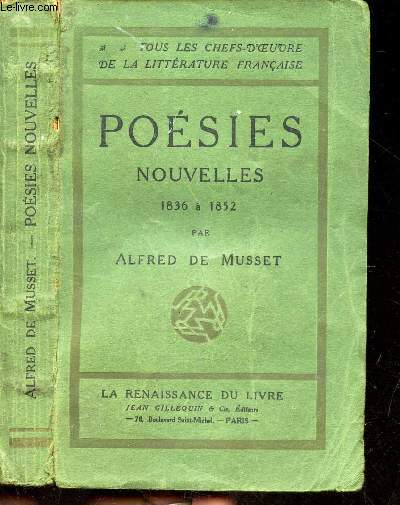 Le-Livre.com
TOUS LES CHEFS-D'ŒUVRE
DE LA LITTÉRATURE FRANÇAISE
POÉSIES
NOUVELLES
1836 à 1852
PAR
ALFRED DE MUSSET
LA RENAISSANCE DU LIVRE
JEAN GILLEQUIN & Cie, Éditeurs
—78, Boulevard Saint-Michel. — PARIS—
ALFRED DE MUSSET. — POÉSIES NOUVELLES